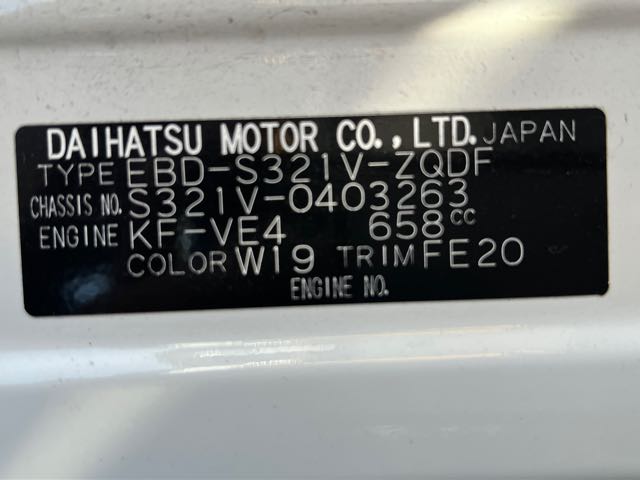 DAIHATSU MOTOR CO., LTD. JAPAN
TYPE EBD-S321V-ZQDF
CHASSIS NO. S321V-0403263
ENGINE KF-VE4 658cc
COLOR W19 TRIM FE20
ENGINE NO.